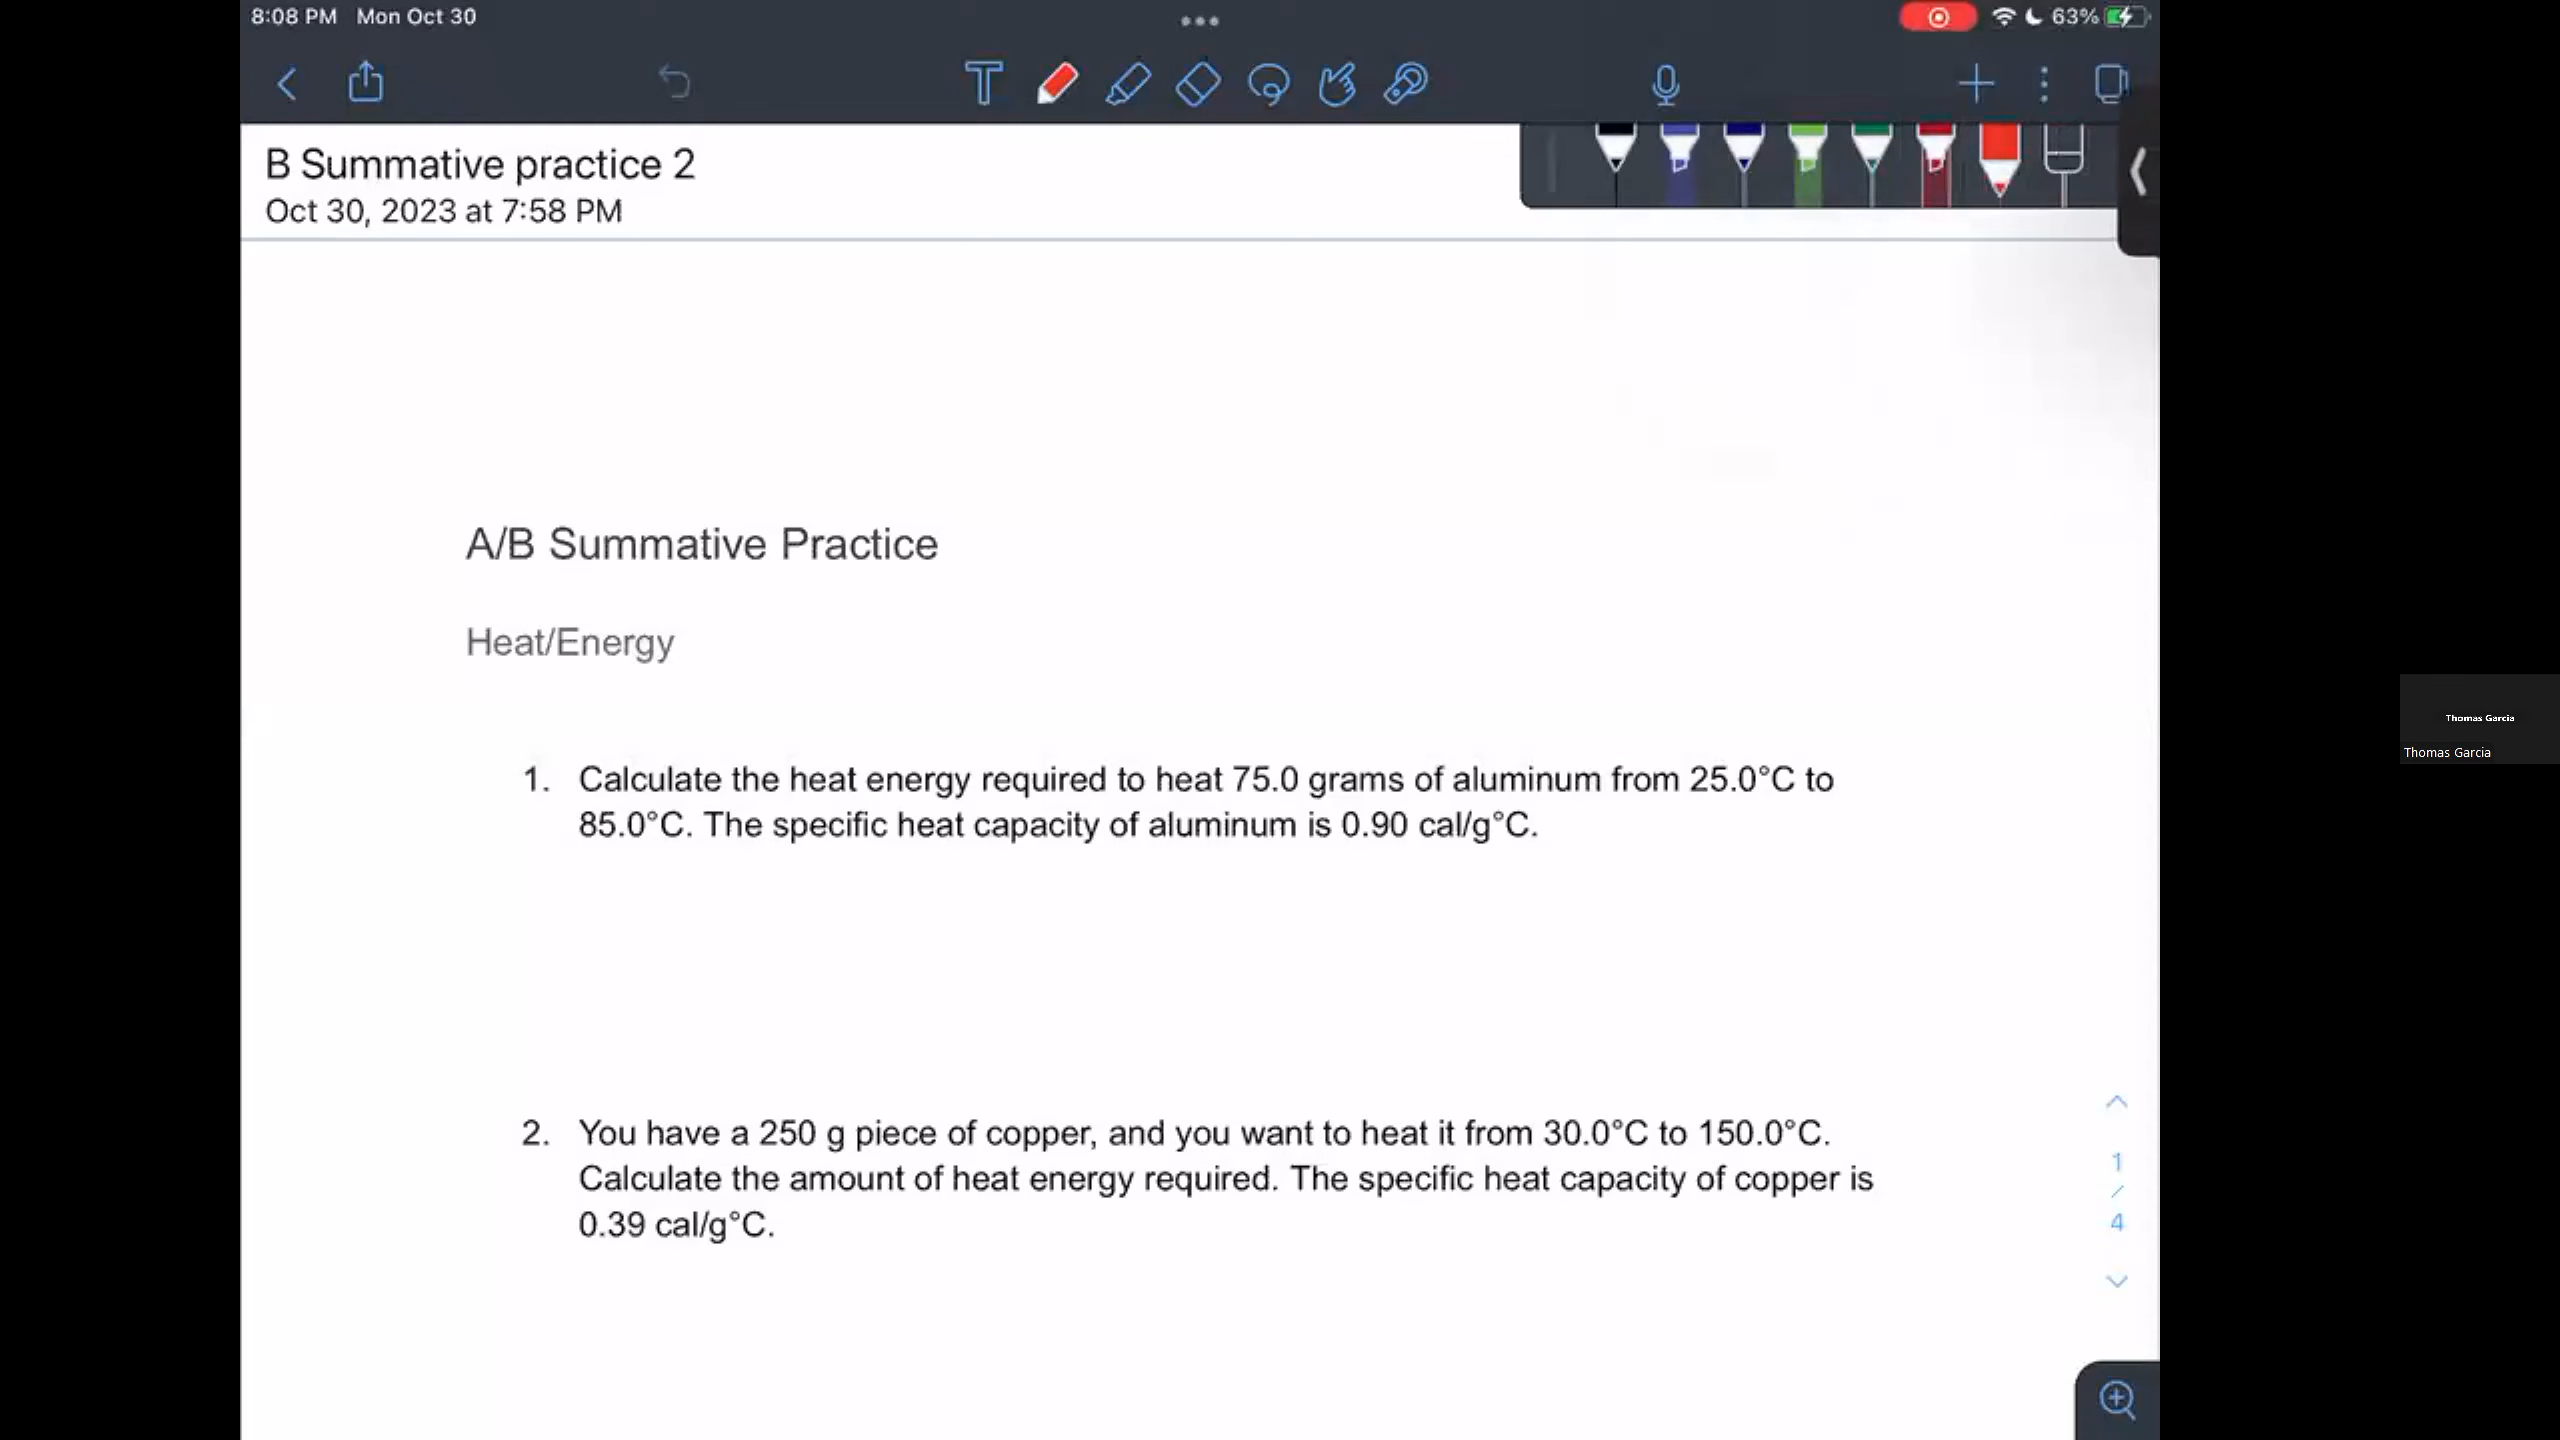 8:08 PM Mon Oct 30
63%
T
B Summative practice 2
Oct 30, 2023 at 7:58 PM
A/B Summative Practice
Heat/Energy
1. Calculate the heat energy required to heat 75.0 grams of aluminum from 25.0°C to
85.0°C. The specific heat capacity of aluminum is 0.90 cal/g°C.
2. You have a 250 g piece of copper, and you want to heat it from 30.0°C to 150.0°C.
Calculate the amount of heat energy required. The specific heat capacity of copper is
0.39 cal/g°C.
1
/
4
Thomas Garcia
Thomas Garcia